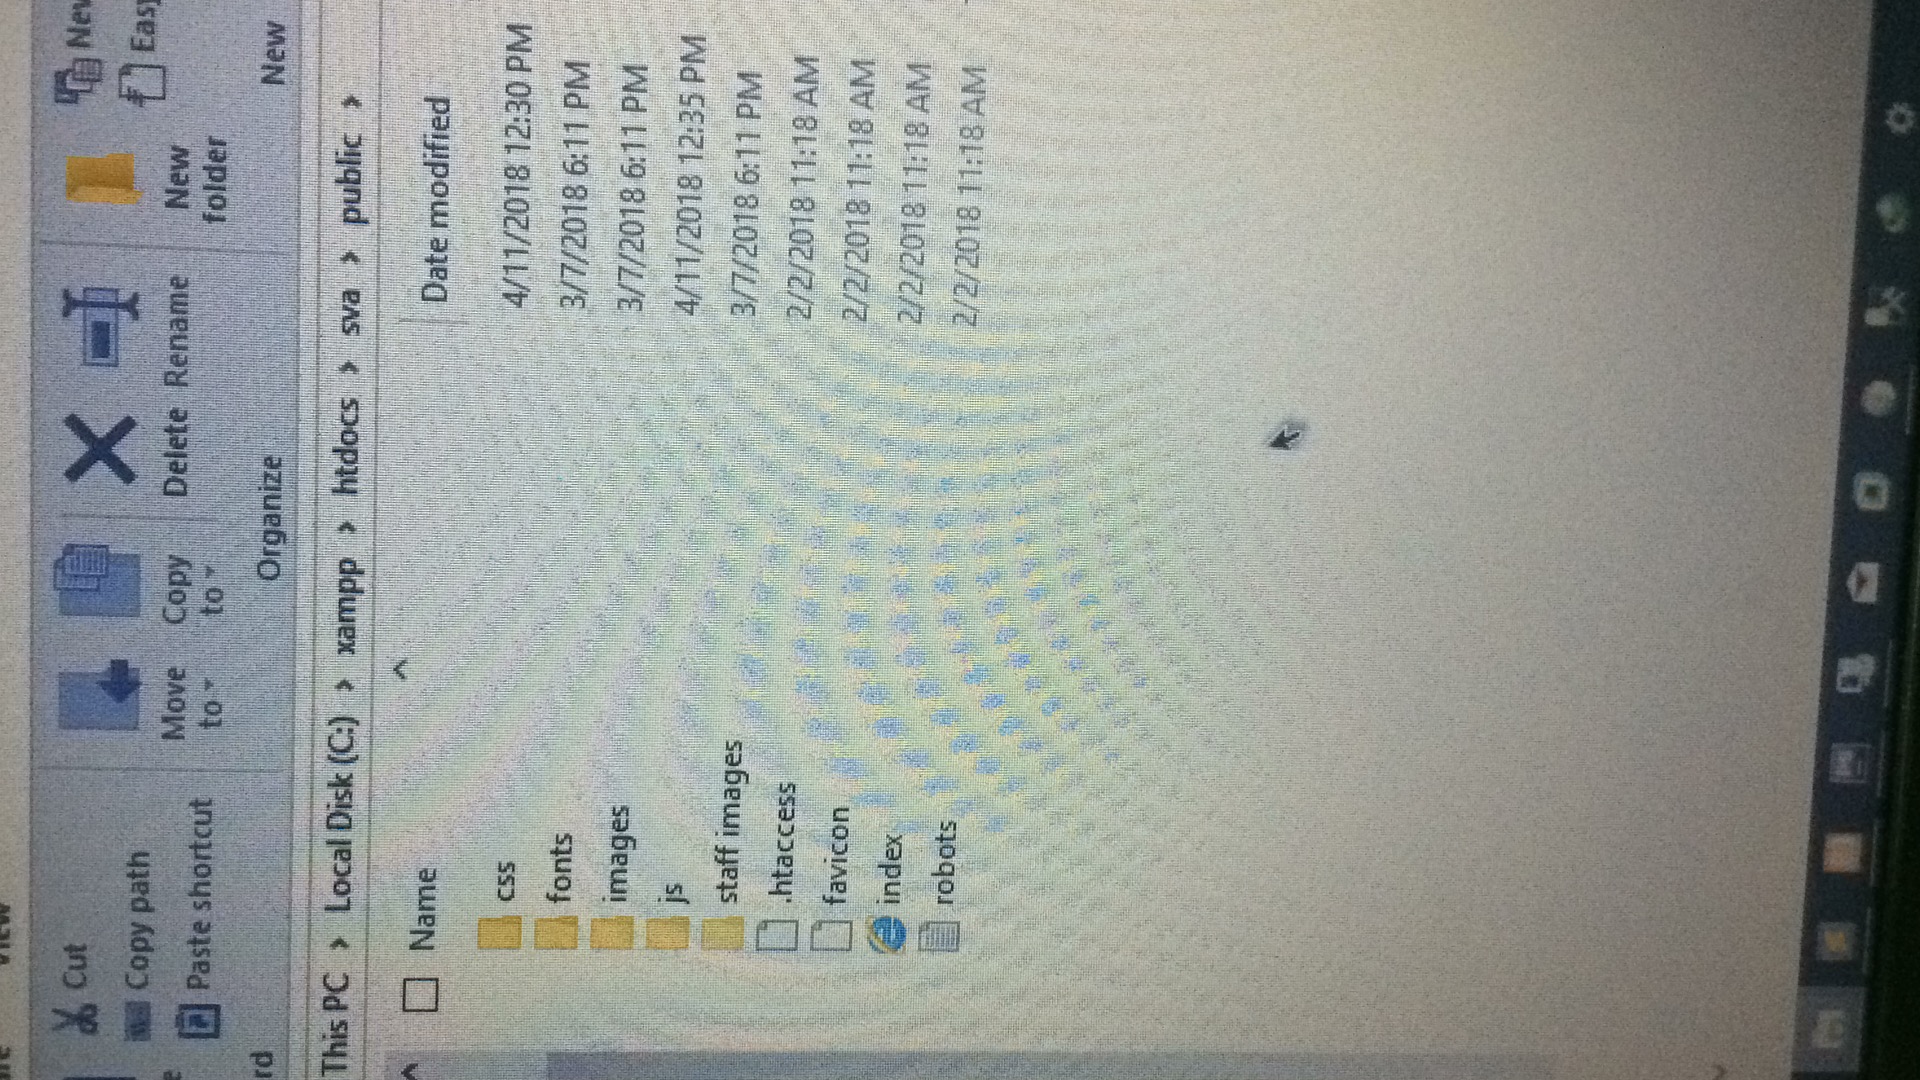 View
Cut
Copy path
Paste shortcut
Move to
Copy to
Delete
Rename
New folder
New
Easy
rd
Organize
New
This PC > Local Disk (C:) > xampp > htdocs > sva > public >
Name Date modified
css 4/11/2018 12:30 PM
fonts 3/7/2018 6:11 PM
images 3/7/2018 6:11 PM
js 4/11/2018 12:35 PM
staff images 3/7/2018 6:11 PM
.htaccess 2/2/2018 11:18 AM
favicon 2/2/2018 11:18 AM
index 2/2/2018 11:18 AM
robots 2/2/2018 11:18 AM